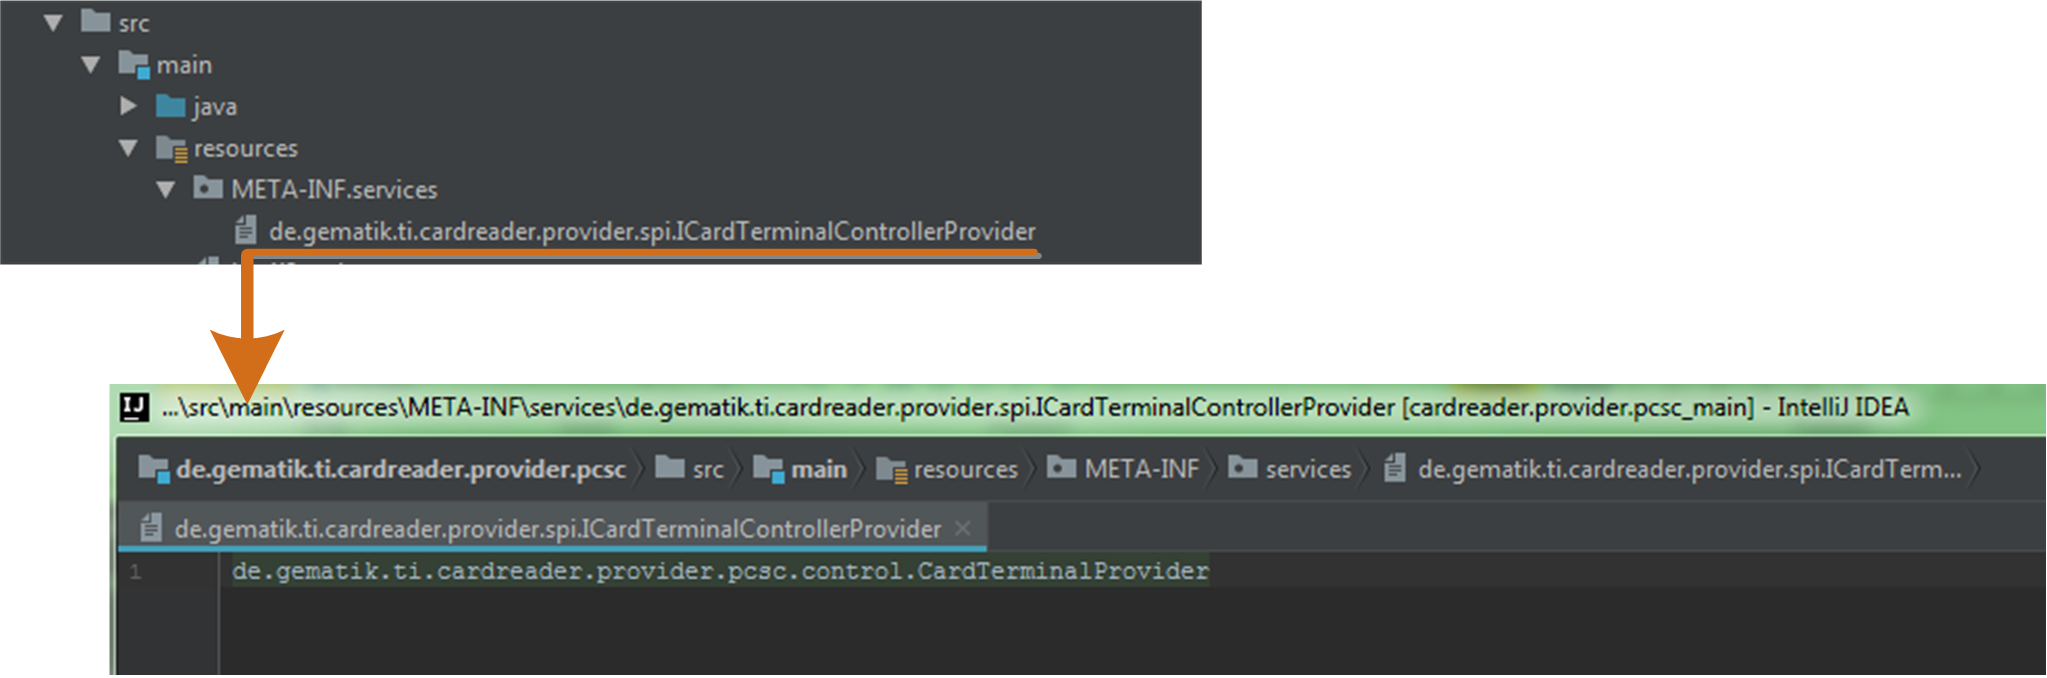 src
main
java
resources
META-INF.services
de.gematik.ti.cardreader.provider.spi.ICardTerminalControllerProvider
IJ ...\src\main\resources\META-INF\services\de.gematik.ti.cardreader.provider.spi.ICardTerminalControllerProvider [cardreader.provider.pcsc_main] - IntelliJ IDEA
de.gematik.ti.cardreader.provider.pcsc src main resources META-INF services de.gematik.ti.cardreader.provider.spi.ICardTerm...
de.gematik.ti.cardreader.provider.spi.ICardTerminalControllerProvider
1 de.gematik.ti.cardreader.provider.pcsc.control.CardTerminalProvider